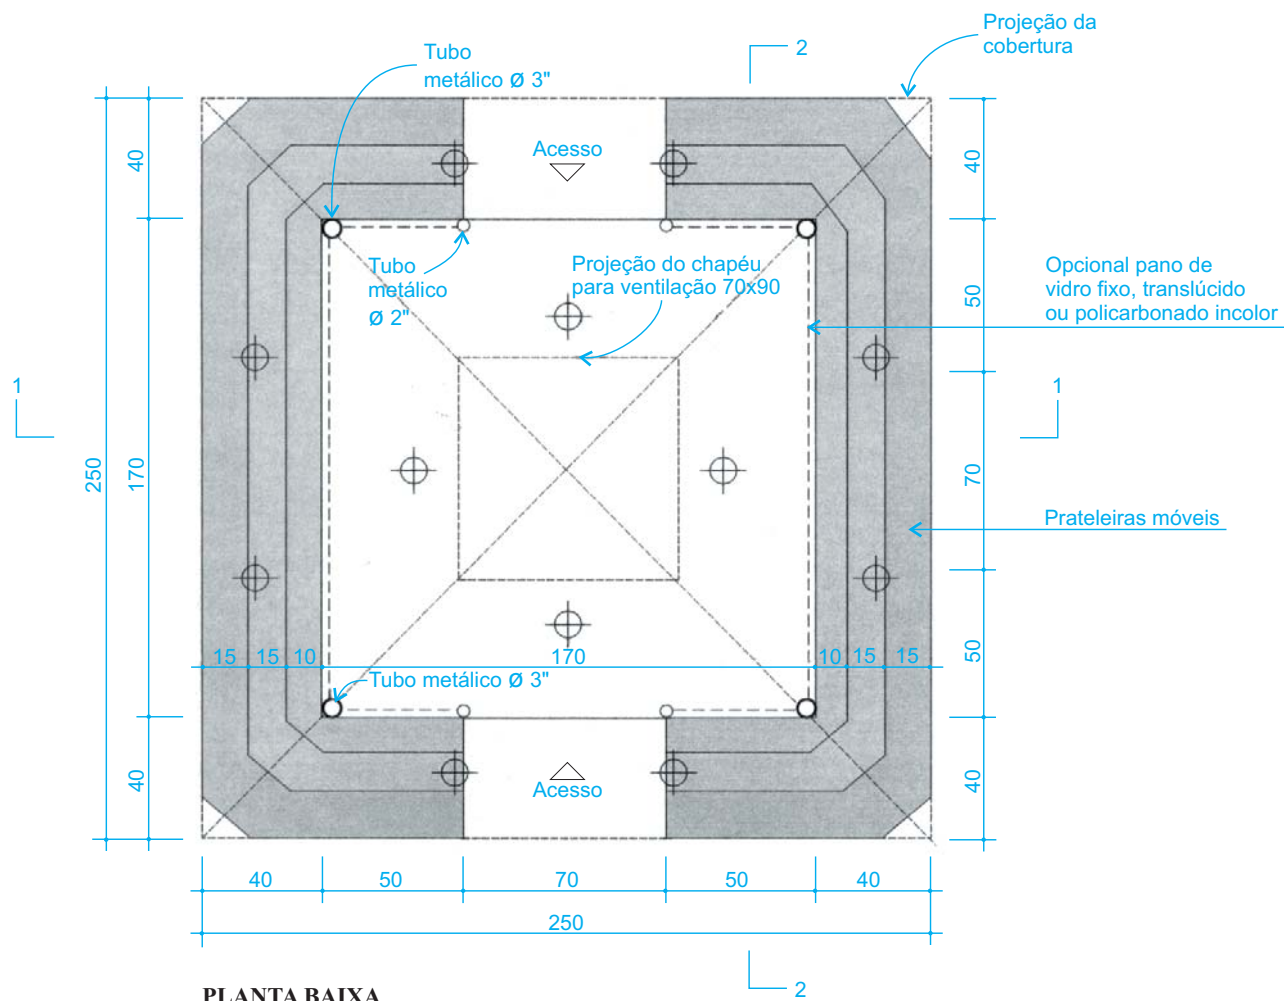 Projeção da
cobertura
2
Tubo
metálico Ø 3"
40
40
Acesso
40
Tubo
metálico
Ø 2"
Projeção do chapéu
para ventilação 70x90
Opcional pano de
vidro fixo, translúcido
ou policarbonado incolor
50
1
1
250
170
70
Prateleiras móveis
15
15
10
170
10
15
15
50
Tubo metálico Ø 3"
40
Acesso
40
40
50
70
50
40
250
PLANTA BAIXA
2